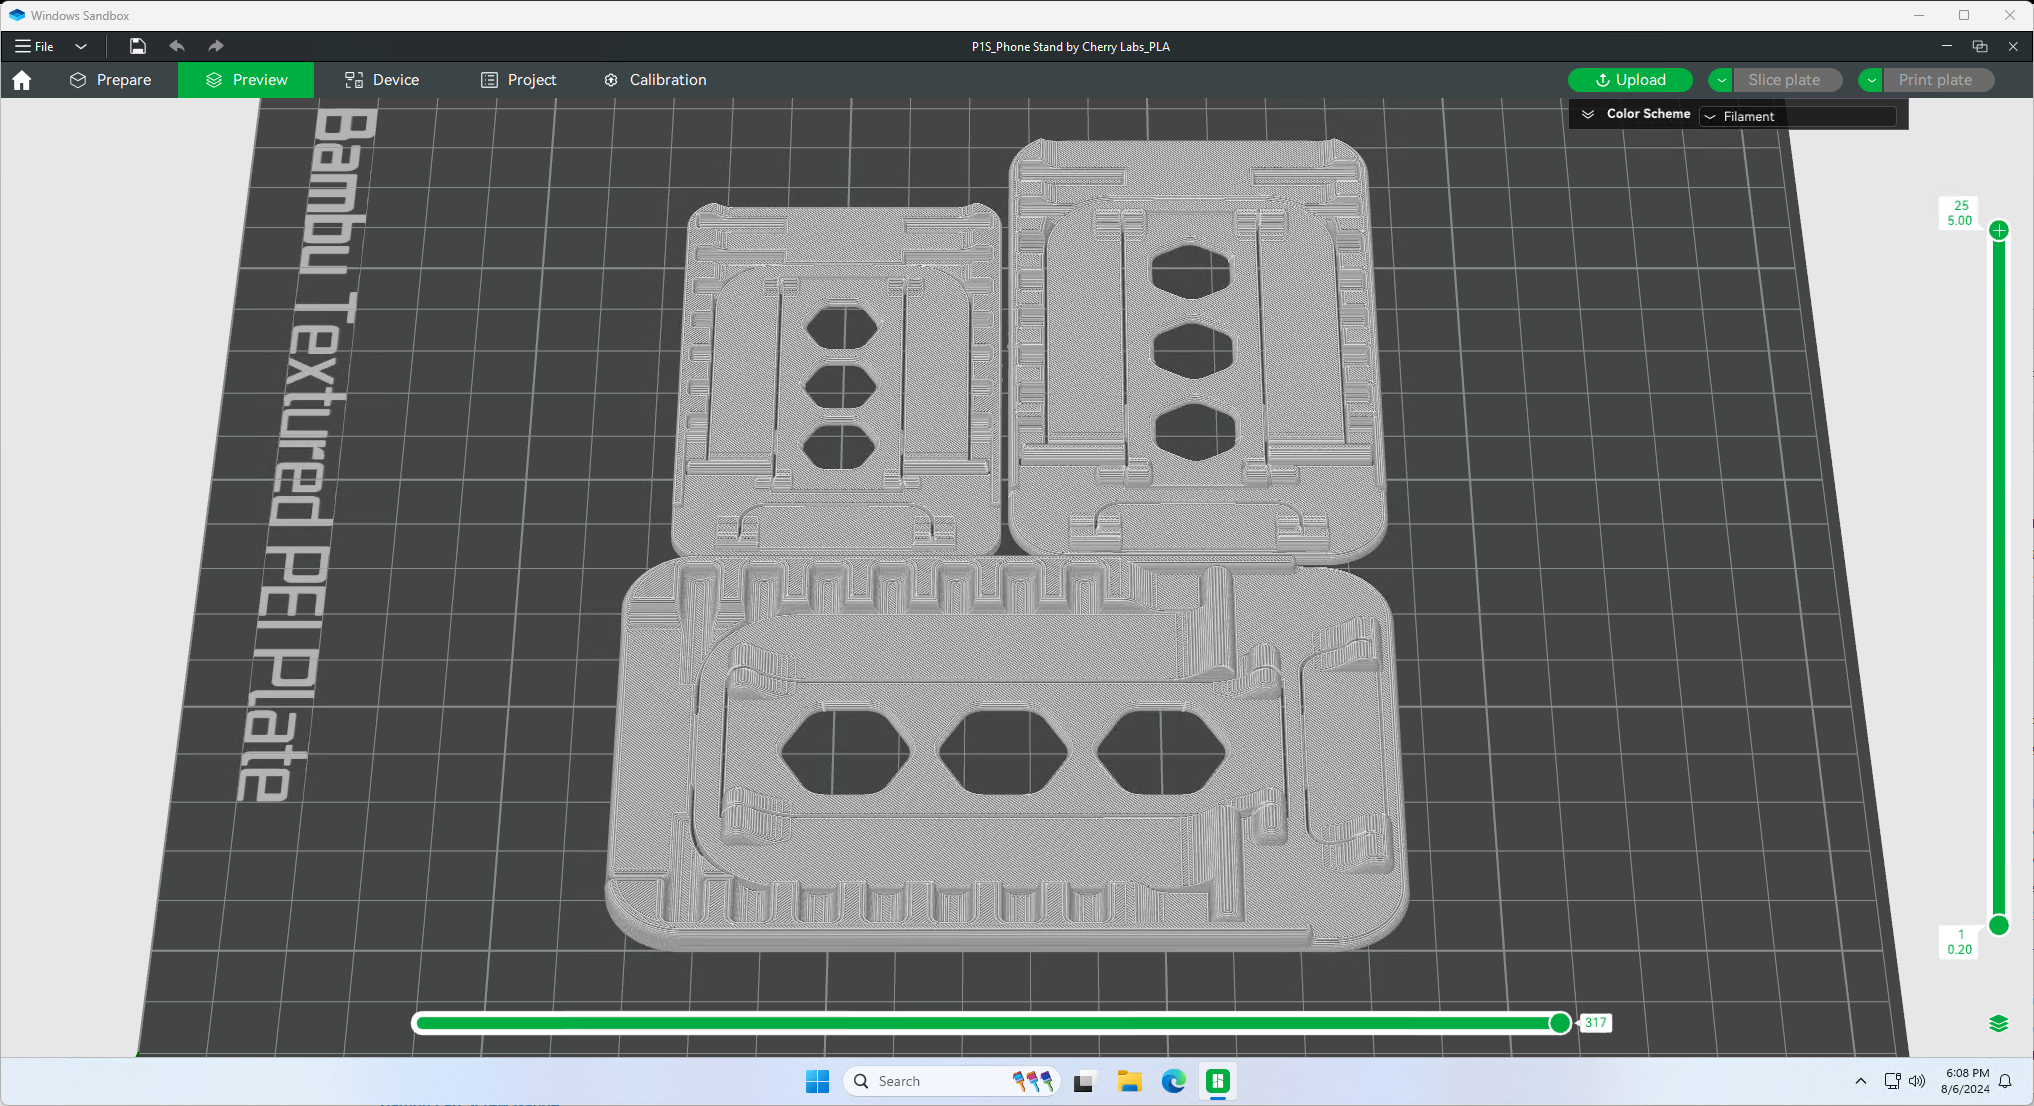 Windows Sandbox
File
P1S_Phone Stand by Cherry Labs_PLA
Prepare
Preview
Device
Project
Calibration
Upload
Slice plate
Print plate
Color Scheme
Filament
Bambu Textured PEI Plate
25
5.00
1
0.20
317
Search
6:08 PM
8/6/2024